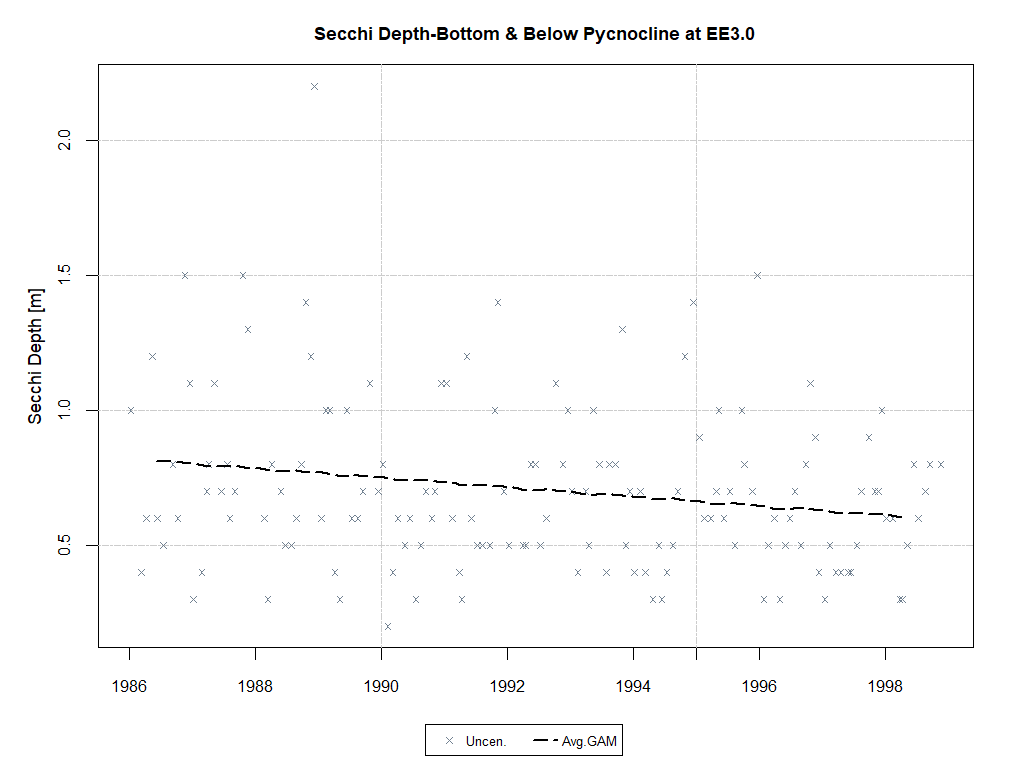 Secchi Depth-Bottom & Below Pycnocline at EE3.0
Secchi Depth [m]
2.0
1.5
1.0
0.5
1986 1988 1990 1992 1994 1996 1998
Uncen. Avg.GAM